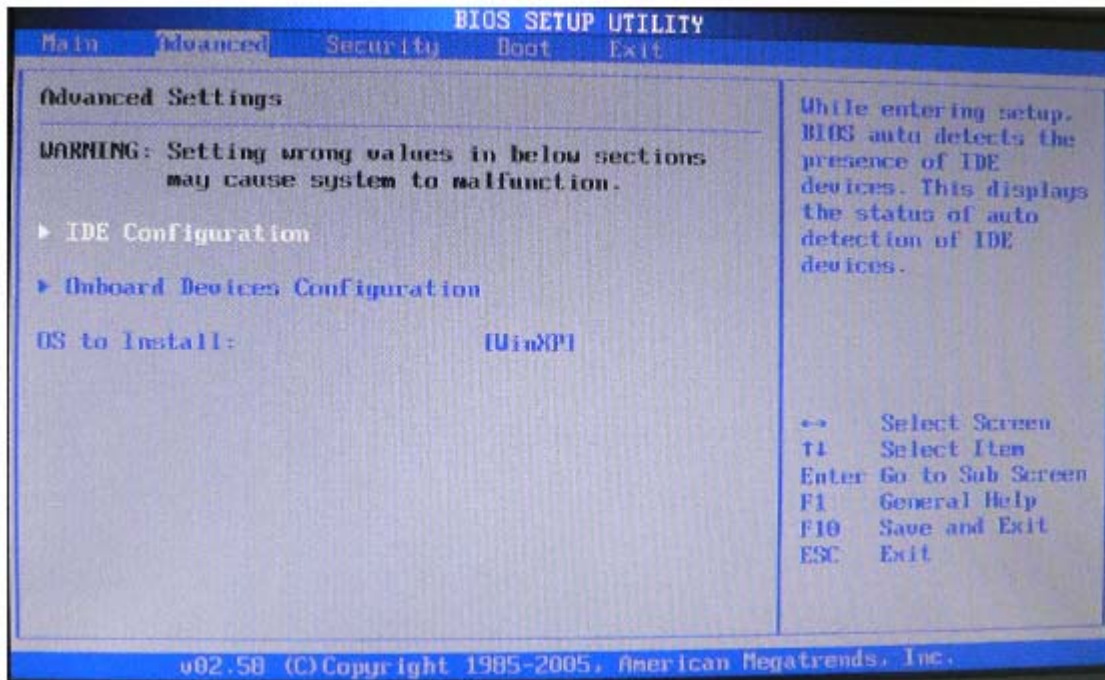 BIOS SETUP UTILITY
Main Advanced Security Boot Exit
Advanced Settings
WARNING: Setting wrong values in below sections
may cause system to malfunction.
▶ IDE Configuration
▶ Onboard Devices Configuration
OS to Install: [WinXP]
While entering setup,
BIOS auto detects the
presence of IDE
devices. This displays
the status of auto
detection of IDE
devices.
↔ Select Screen
↑↓ Select Item
Enter Go to Sub Screen
F1 General Help
F10 Save and Exit
ESC Exit
v02.58 (C)Copyright 1985-2005, American Megatrends, Inc.